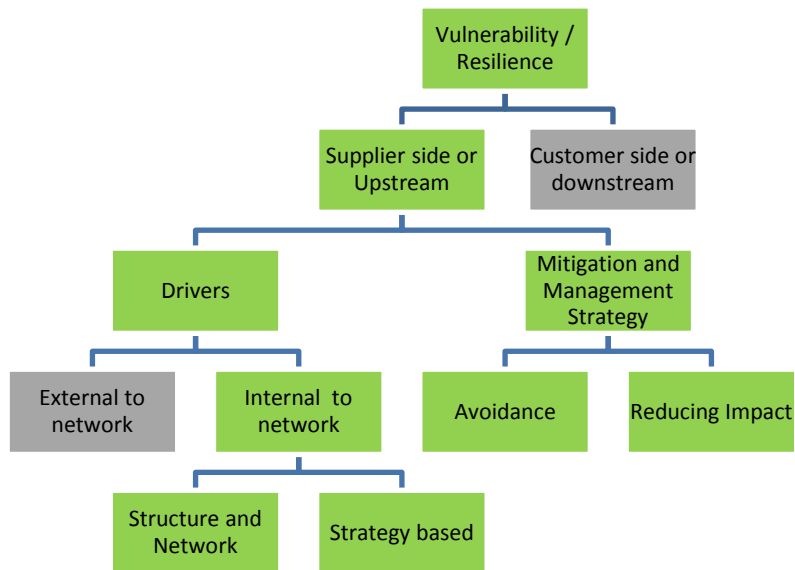 Vulnerability /
Resilience
Supplier side or
Upstream
Customer side or
downstream
Drivers
Mitigation and
Management
Strategy
External to
network
Internal to
network
Avoidance
Reducing Impact
Structure and
Network
Strategy based